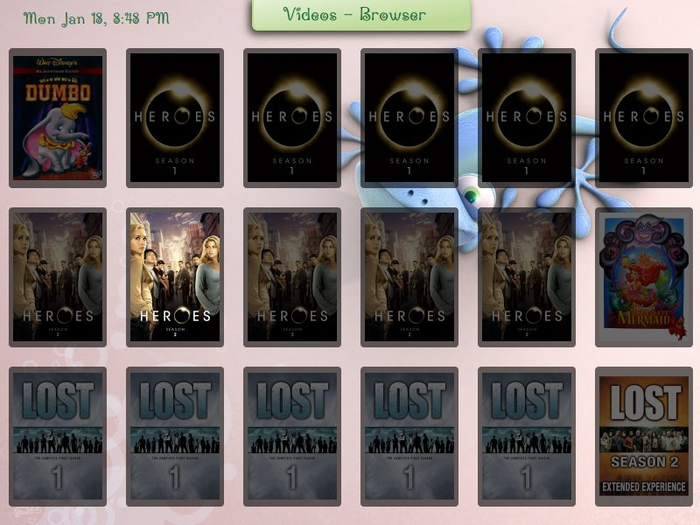 Mon Jan 18, 8:48 PM
Videos - Browser
Walt Disney's
DUMBO
HEROES
SEASON
1
HEROES
SEASON
1
HEROES
SEASON
1
HEROES
SEASON
1
HEROES
SEASON
1
HEROES
SEASON
2
HEROES
SEASON
2
HEROES
SEASON
2
HEROES
SEASON
2
HEROES
SEASON
2
MERMAID
LOST
THE COMPLETE FIRST SEASON
1
LOST
THE COMPLETE FIRST SEASON
1
LOST
THE COMPLETE FIRST SEASON
1
LOST
THE COMPLETE FIRST SEASON
1
LOST
THE COMPLETE FIRST SEASON
1
LOST
SEASON 2
EXTENDED EXPERIENCE